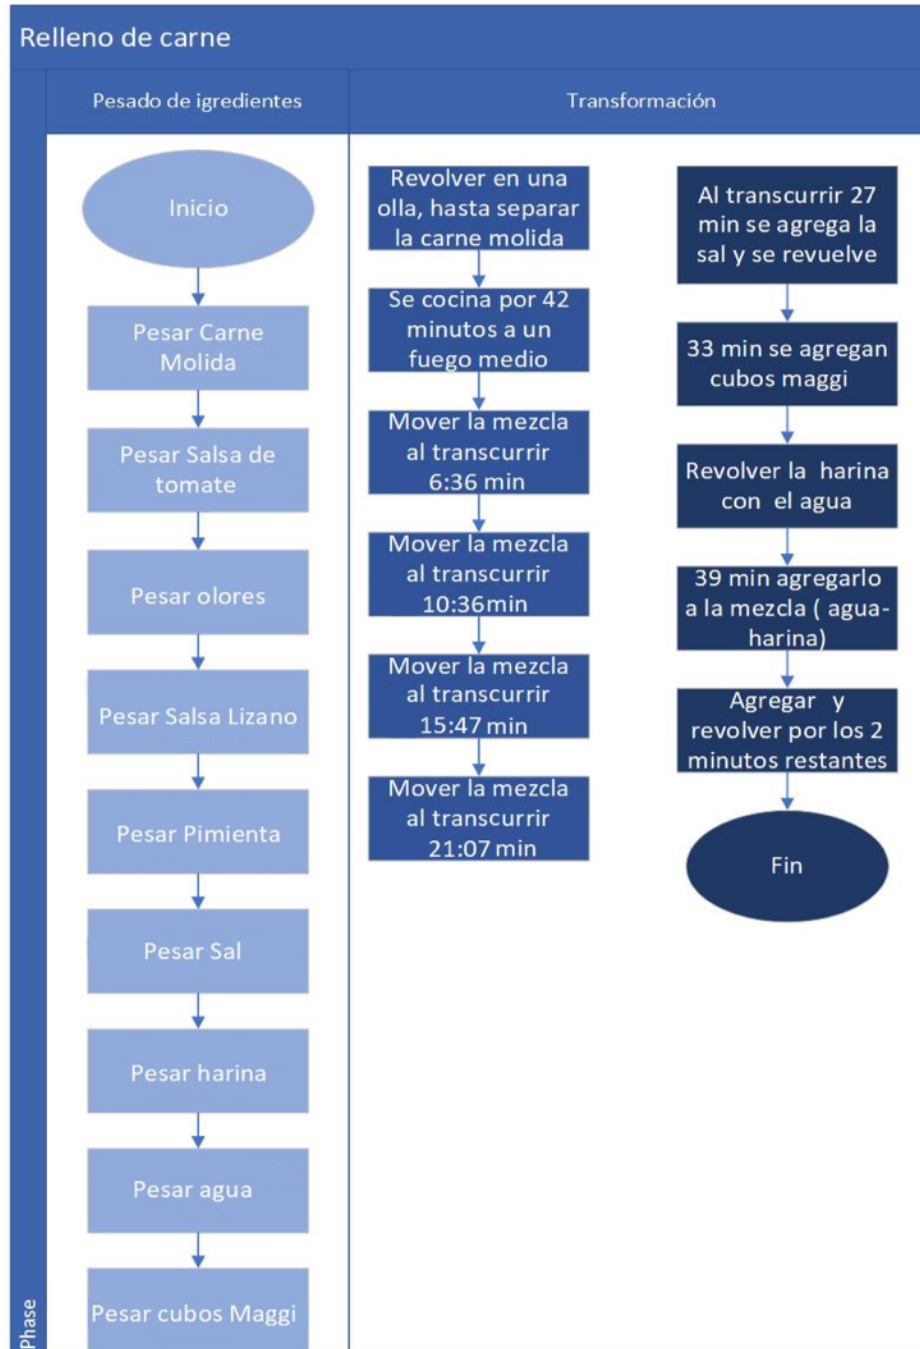 Relleno de carne
Pesado de igredientes
Transformación
Inicio
Pesar Carne
Molida
Pesar Salsa de
tomate
Pesar olores
Pesar Salsa Lizano
Pesar Pimienta
Pesar Sal
Pesar harina
Pesar agua
Pesar cubos Maggi
Revolver en una
olla, hasta separar
la carne molida
Se cocina por 42
minutos a un
fuego medio
Mover la mezcla
al transcurrir
6:36 min
Mover la mezcla
al transcurrir
10:36 min
Mover la mezcla
al transcurrir
15:47 min
Mover la mezcla
al transcurrir
21:07 min
Al transcurrir 27
min se agrega la
sal y se revuelve
33 min se agregan
cubos maggi
Revolver la harina
con el agua
39 min agregarlo
a la mezcla ( agua-
harina)
Agregar y
revolver por los 2
minutos restantes
Fin
Phase